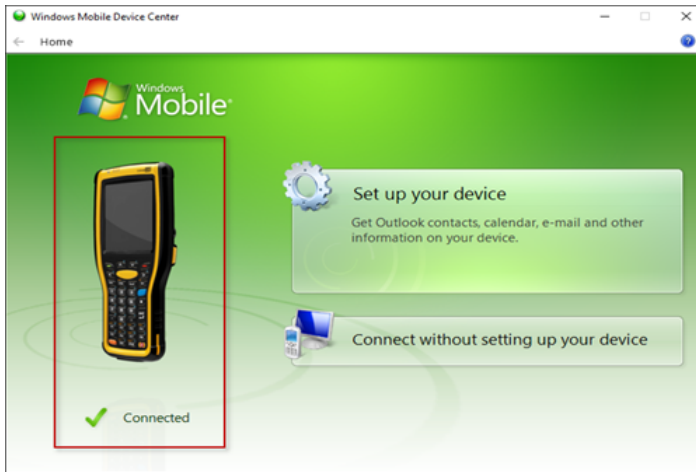 Windows Mobile Device Center
Home
Windows
Mobile
Set up your device
Get Outlook contacts, calendar, e-mail and other
information on your device.
Connect without setting up your device
Connected